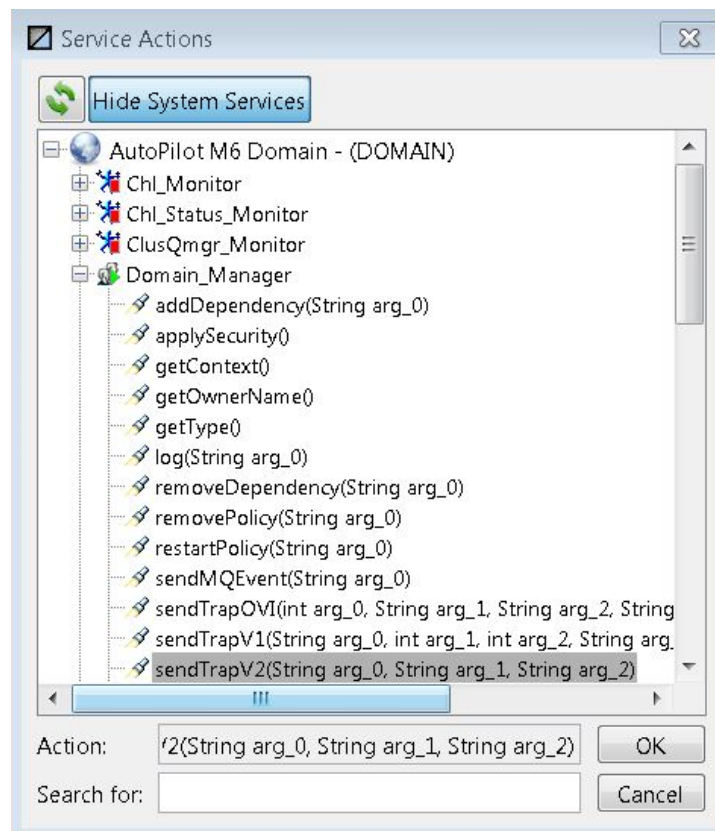 Service Actions
Hide System Services
AutoPilot M6 Domain - (DOMAIN)
Chl_Monitor
Chl_Status_Monitor
ClusQmgr_Monitor
Domain_Manager
addDependency(String arg_0)
applySecurity()
getContext()
getOwnerName()
getType()
log(String arg_0)
removeDependency(String arg_0)
removePolicy(String arg_0)
restartPolicy(String arg_0)
sendMQEvent(String arg_0)
sendTrapOVI(int arg_0, String arg_1, String arg_2, String
sendTrapV1(String arg_0, int arg_1, int arg_2, String arg_
sendTrapV2(String arg_0, String arg_1, String arg_2)
Action: 2(String arg_0, String arg_1, String arg_2) OK
Search for: Cancel